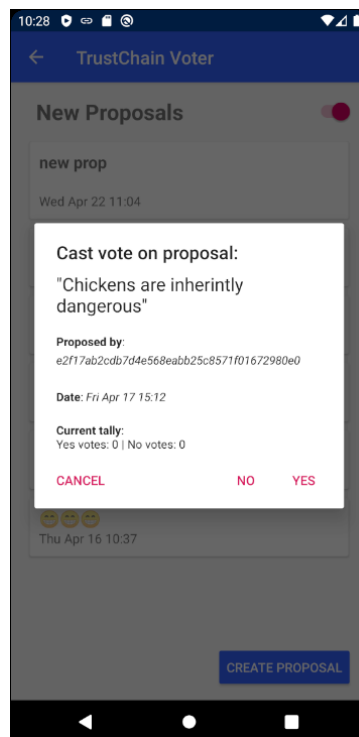 10:28
TrustChain Voter
New Proposals
new prop
Wed Apr 22 11:04
Cast vote on proposal:
"Chickens are inherintly
dangerous"
Proposed by:
e2f17ab2cdb7d4e568eabb25c8571f01672980e0
Date: Fri Apr 17 15:12
Current tally:
Yes votes: 0 | No votes: 0
CANCEL NO YES
😁😁😁
Thu Apr 16 10:37
CREATE PROPOSAL